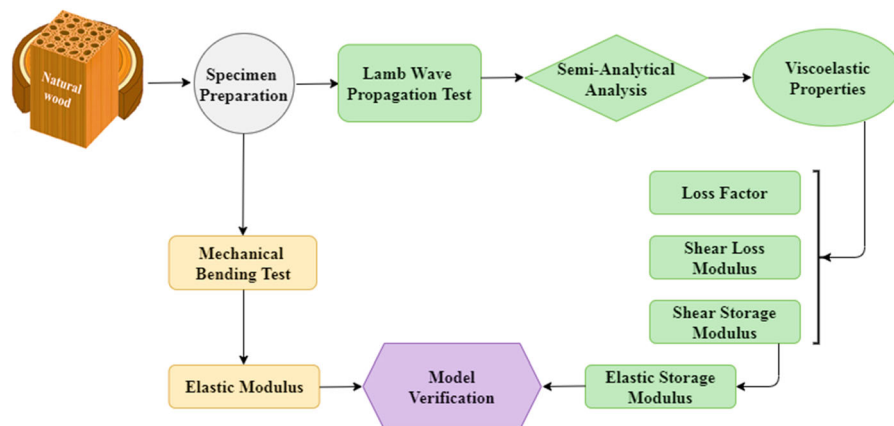 Natural
wood
Specimen
Preparation
Lamb Wave
Propagation Test
Semi-Analytical
Analysis
Viscoelastic
Properties
Loss Factor
Shear Loss
Modulus
Shear Storage
Modulus
Mechanical
Bending Test
Elastic Modulus
Model
Verification
Elastic Storage
Modulus